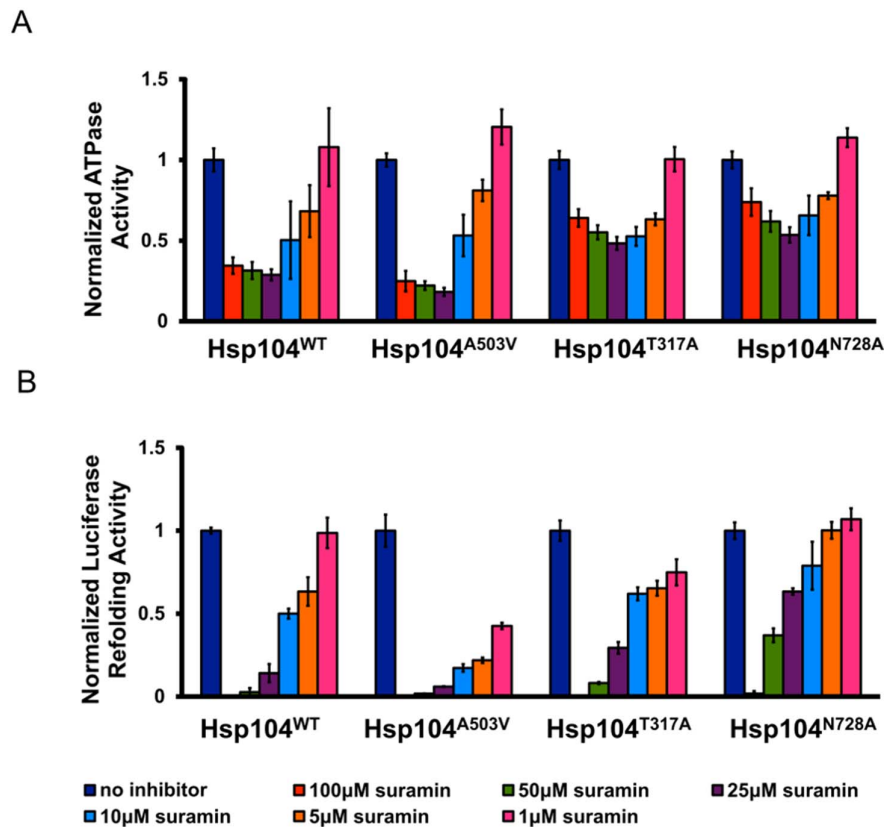 A
Normalized ATPase
Activity
1.5
1
0.5
0
Hsp104WT
Hsp104A503V
Hsp104T317A
Hsp104N728A
B
Normalized Luciferase
Refolding Activity
1.5
1
0.5
0
Hsp104WT
Hsp104A503V
Hsp104T317A
Hsp104N728A
no inhibitor
100µM suramin
50µM suramin
25µM suramin
10µM suramin
5µM suramin
1µM suramin